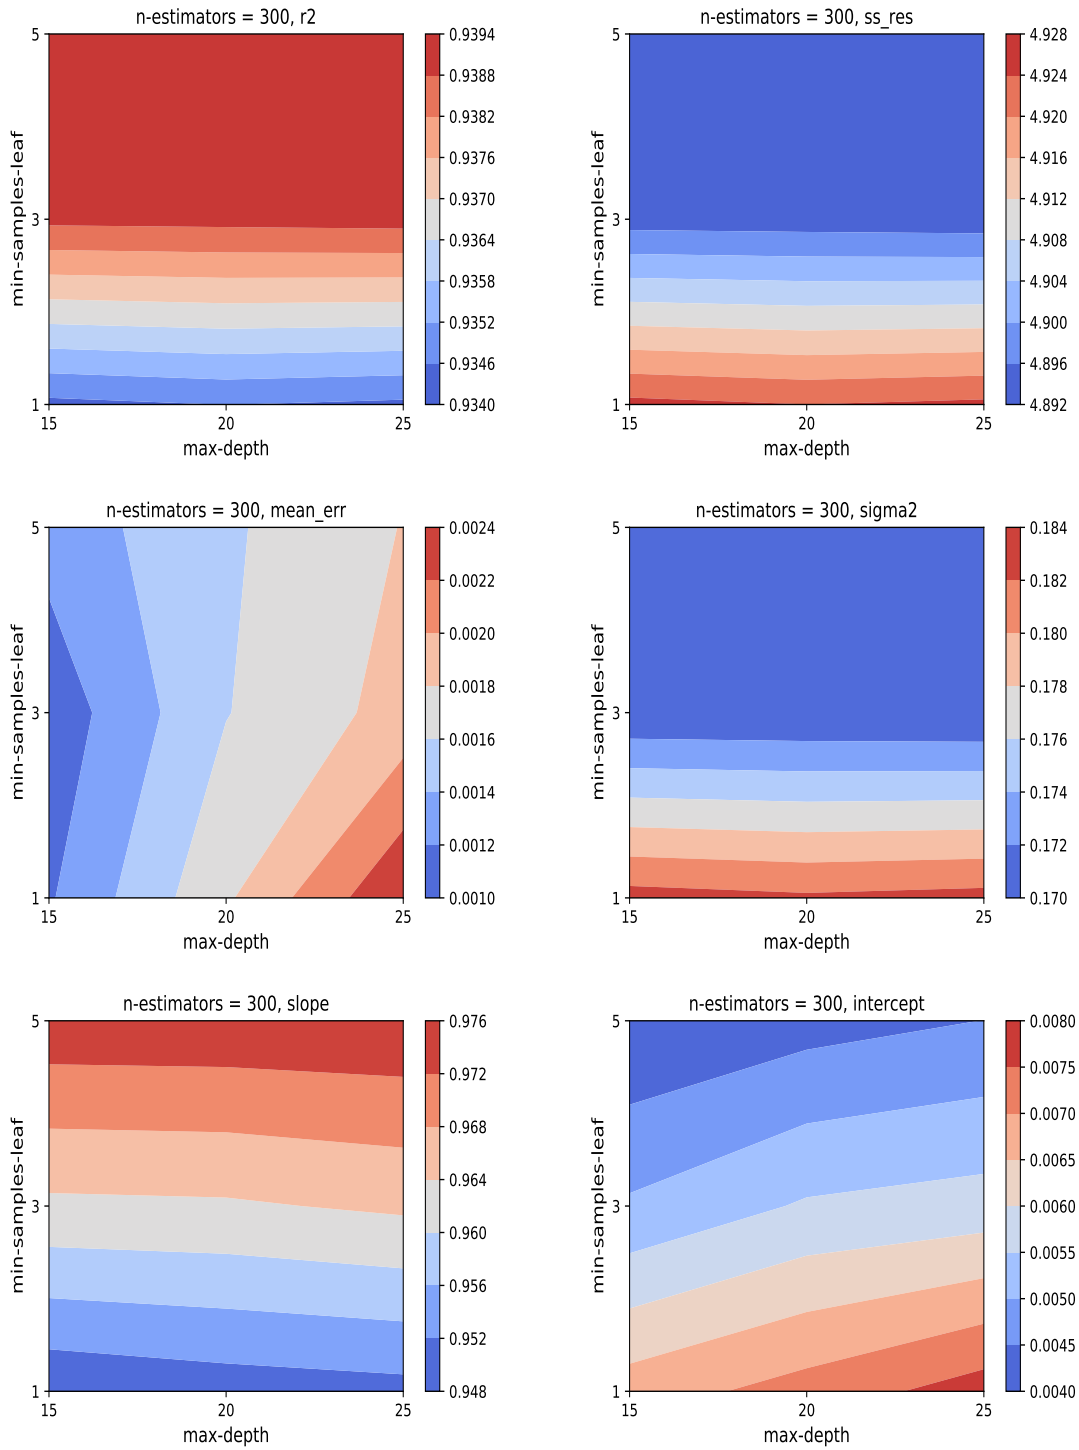 n-estimators = 300, r2
5
3
1
min-samples-leaf
15 20 25
max-depth
0.9394
0.9388
0.9382
0.9376
0.9370
0.9364
0.9358
0.9352
0.9346
0.9340
n-estimators = 300, ss_res
5
3
1
min-samples-leaf
15 20 25
max-depth
4.928
4.924
4.920
4.916
4.912
4.908
4.904
4.900
4.896
4.892
n-estimators = 300, mean_err
5
3
1
min-samples-leaf
15 20 25
max-depth
0.0024
0.0022
0.0020
0.0018
0.0016
0.0014
0.0012
0.0010
n-estimators = 300, sigma2
5
3
1
min-samples-leaf
15 20 25
max-depth
0.184
0.182
0.180
0.178
0.176
0.174
0.172
0.170
n-estimators = 300, slope
5
3
1
min-samples-leaf
15 20 25
max-depth
0.976
0.972
0.968
0.964
0.960
0.956
0.952
0.948
n-estimators = 300, intercept
5
3
1
min-samples-leaf
15 20 25
max-depth
0.0080
0.0075
0.0070
0.0065
0.0060
0.0055
0.0050
0.0045
0.0040